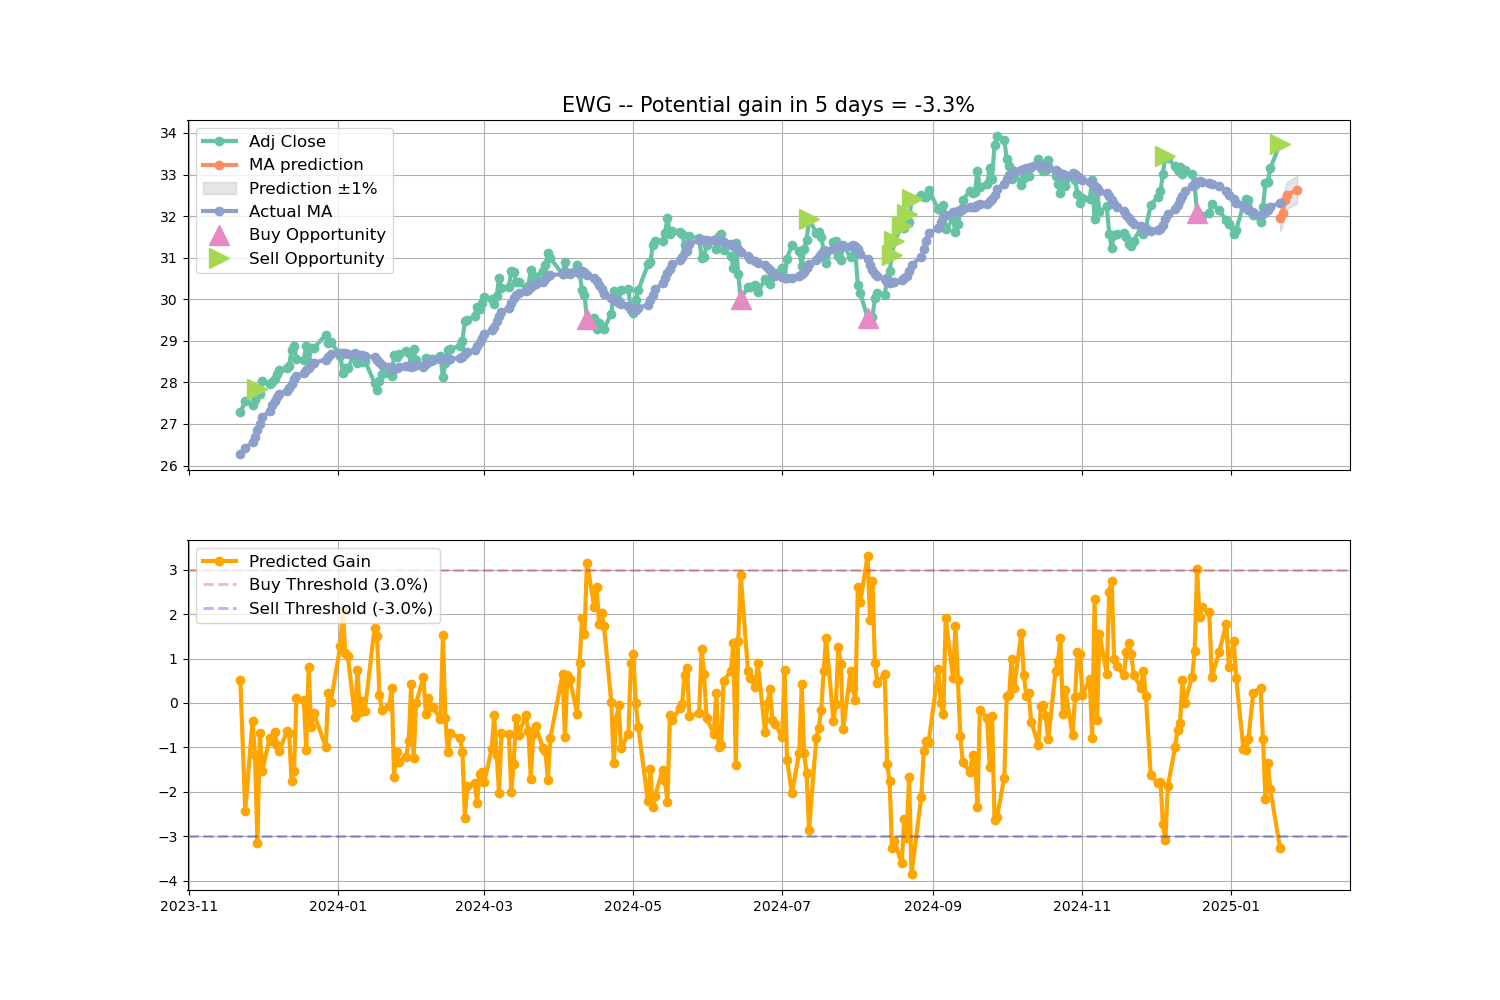 EWG -- Potential gain in 5 days = -3.3%
34
33
32
31
30
29
28
27
26
Adj Close
MA prediction
Prediction ±1%
Actual MA
Buy Opportunity
Sell Opportunity
3
2
1
0
−1
−2
−3
−4
Predicted Gain
Buy Threshold (3.0%)
Sell Threshold (-3.0%)
2023-11 2024-01 2024-03 2024-05 2024-07 2024-09 2024-11 2025-01